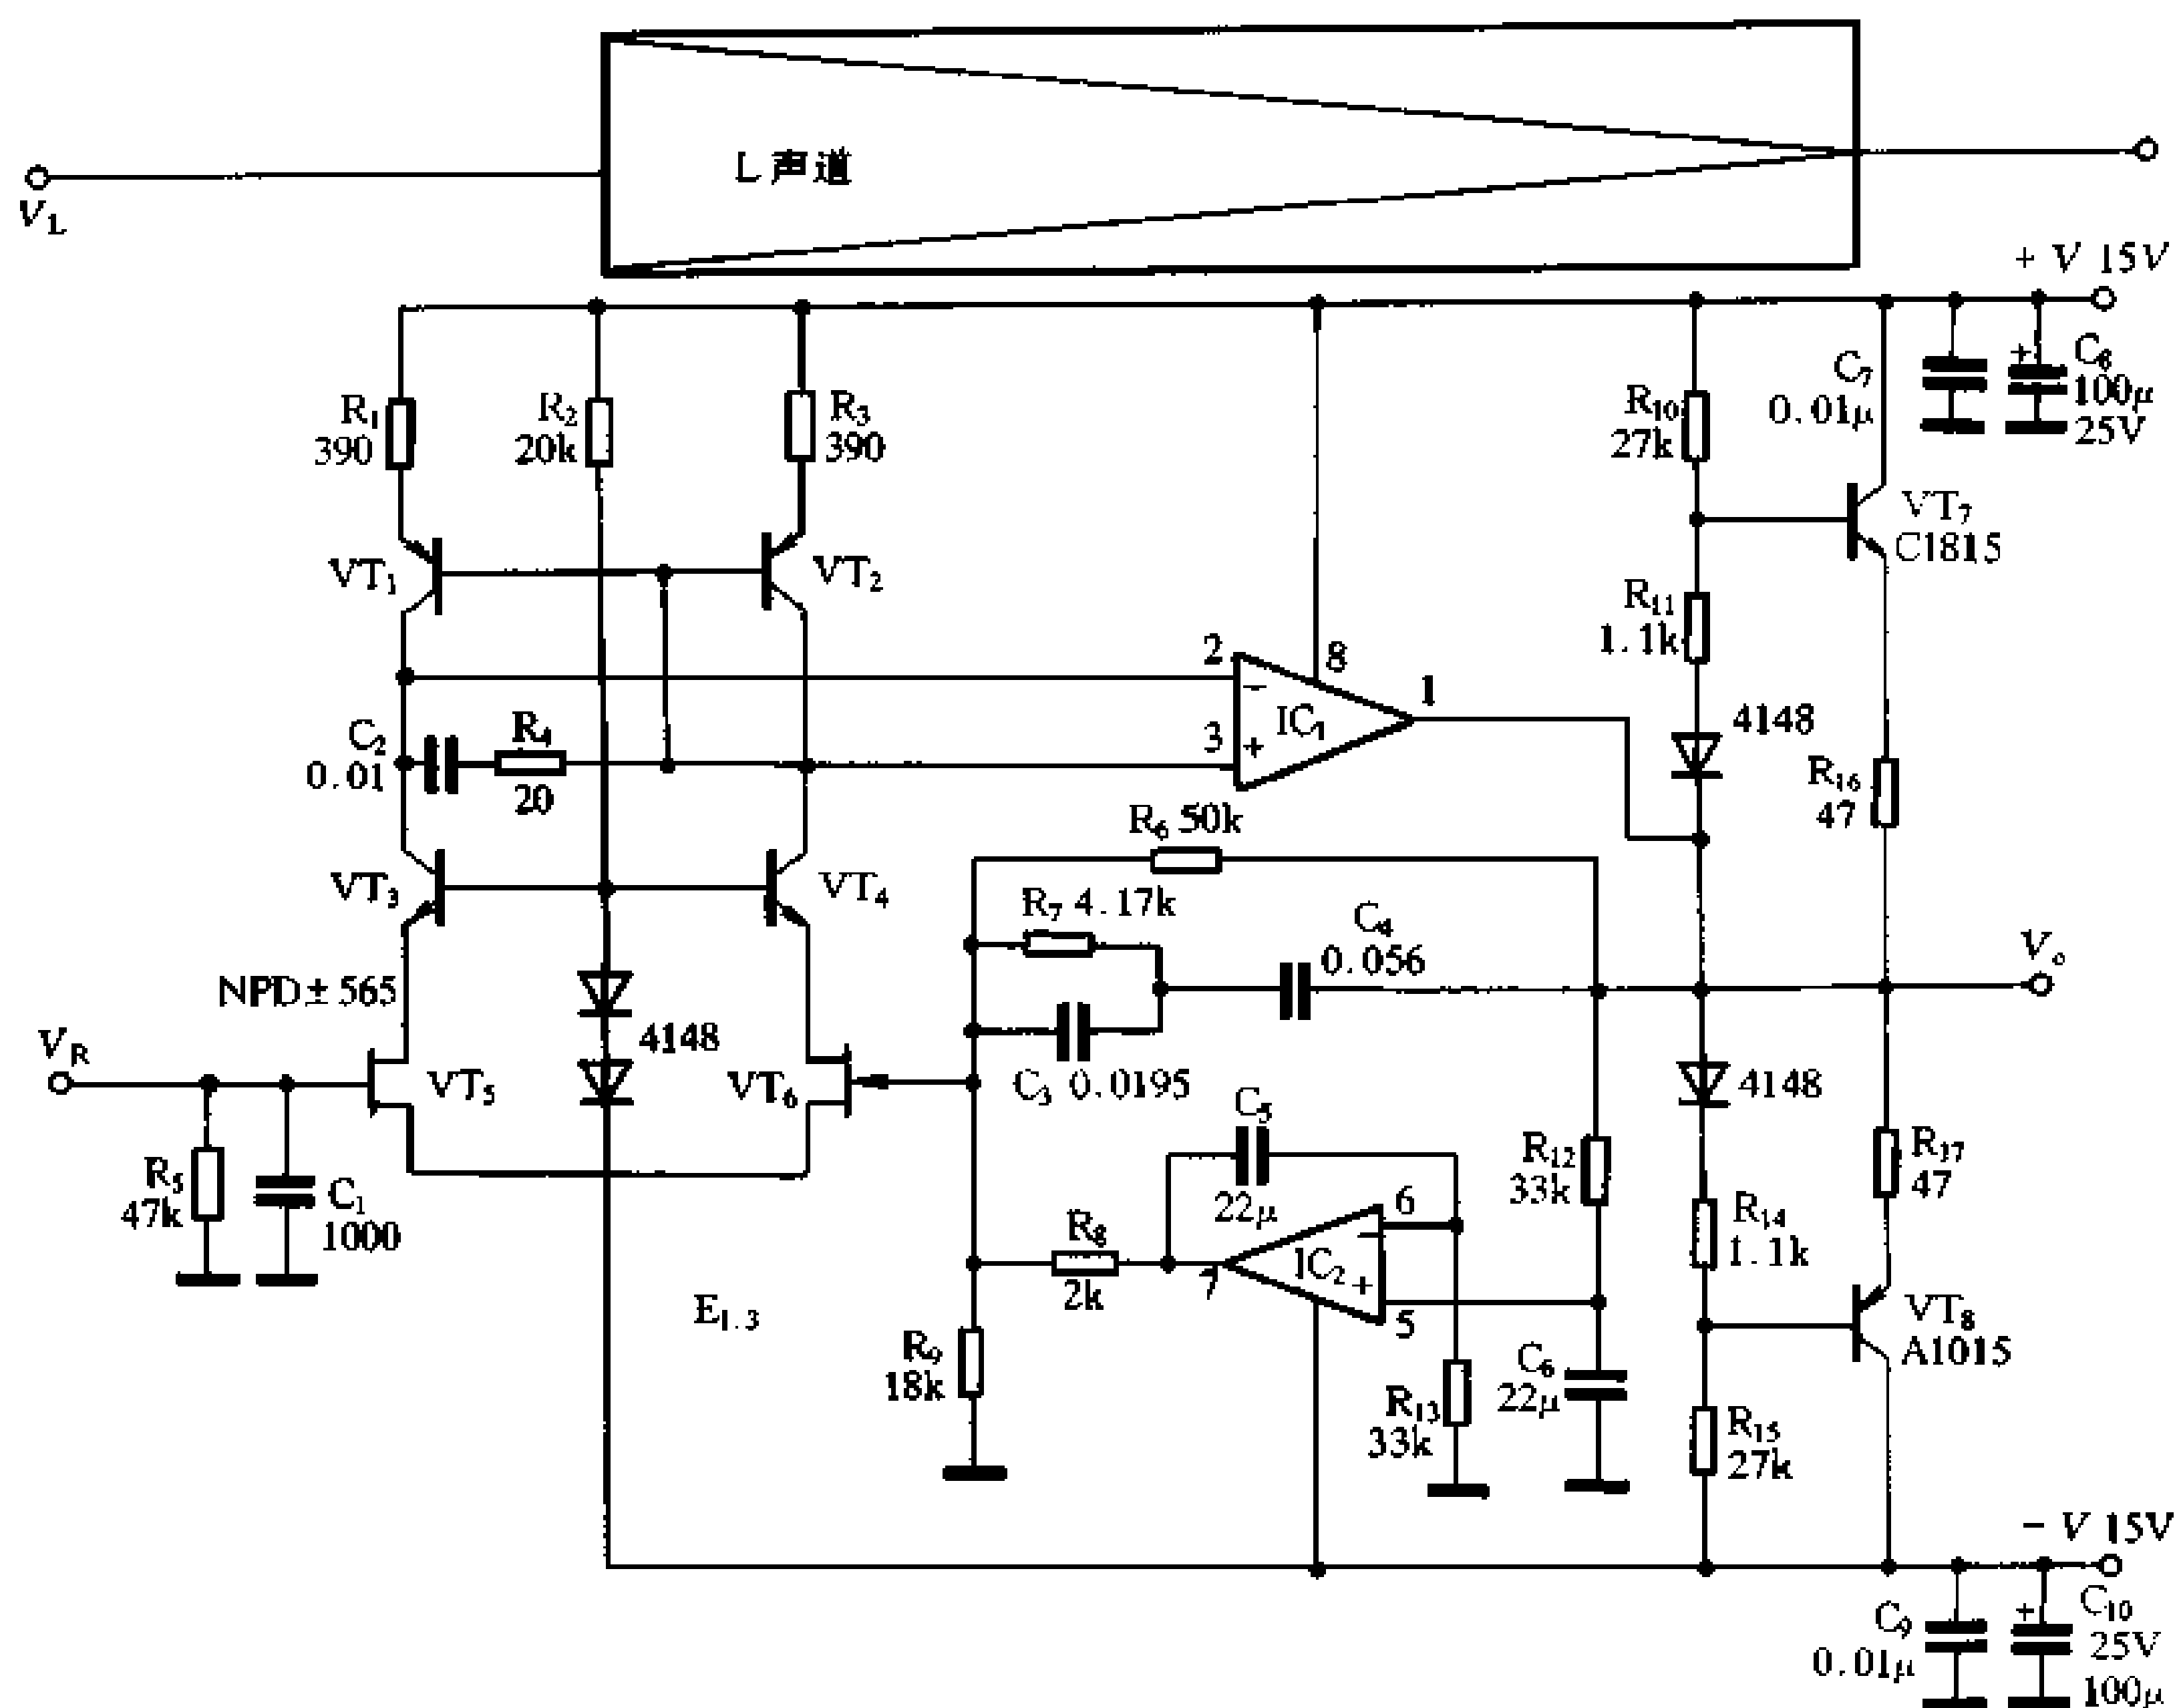 L 声道
V_L
+ V 15V
R₁
390
R₂
20k
R₃
390
R₁₀
27k
C₇
0.01μ
+
C₈
100μ
25V
VT₁
VT₂
VT₇
C1815
R₁₁
1.1k
2
8
1
−
IC₁
3
+
C₂
0.01
R₄
20
4148
R₁₆
47
R₆ 50k
VT₃
VT₄
R₇ 4.17k
C₄
0.056
Vₒ
NPD± 565
4148
V_R
VT₅
VT₆
C₃ 0.0195
4148
C₅
22μ
R₅
47k
C₁
1000
R₁₂
33k
R₁₇
47
R₈
2k
7
IC₂
−
6
+
5
R₁₄
1.1k
E₁.₃
VT₈
A1015
R₉
18k
R₁₃
33k
C₆
22μ
R₁₅
27k
− V 15V
C₉
0.01μ
+
C₁₀
25V
100μ